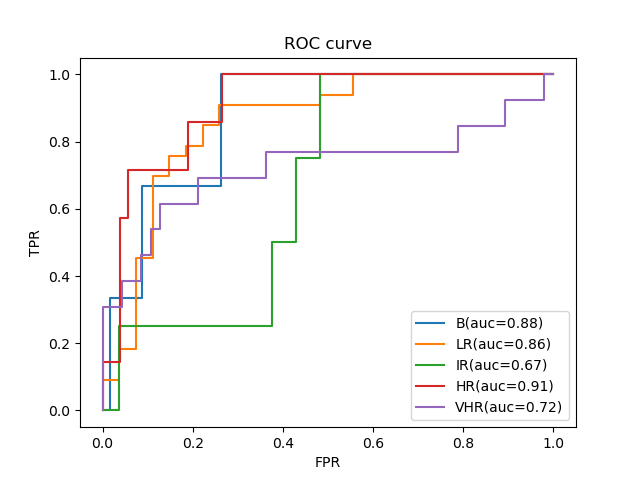 ROC curve
1.0
0.8
0.6
0.4
0.2
0.0
TPR
B(auc=0.88)
LR(auc=0.86)
IR(auc=0.67)
HR(auc=0.91)
VHR(auc=0.72)
0.0 0.2 0.4 0.6 0.8 1.0
FPR